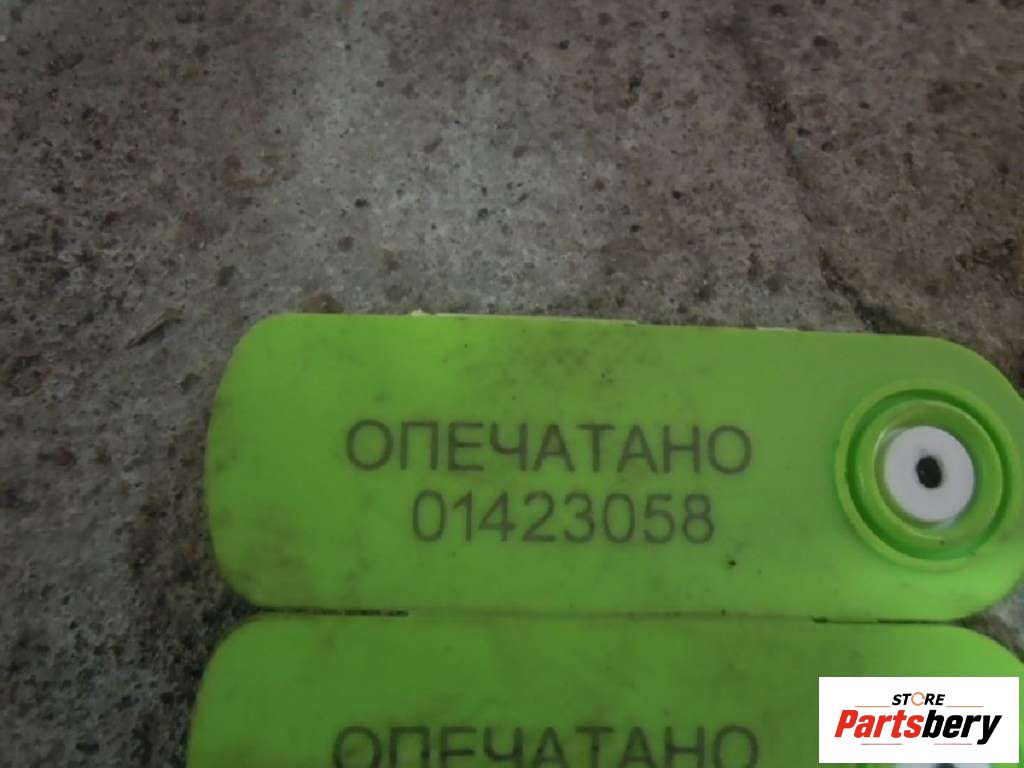 ОПЕЧАТАНО
01423058
ОПЕЧАТАНО
STORE
Partsbery